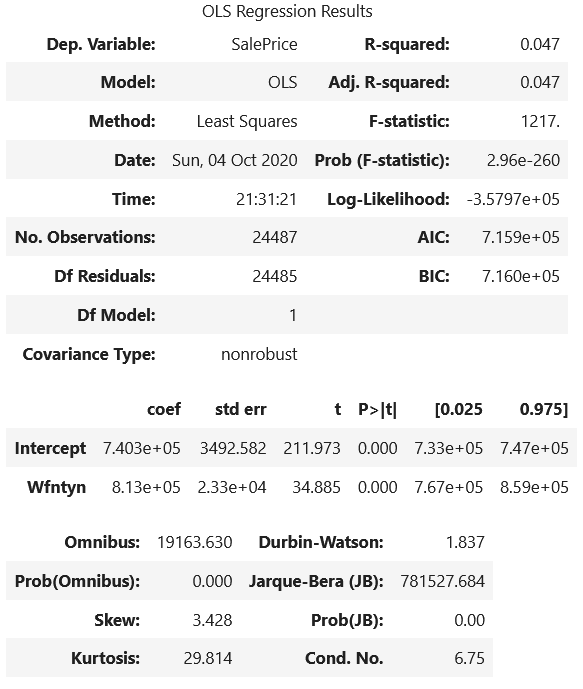 OLS Regression Results
Dep. Variable: SalePrice R-squared: 0.047
Model: OLS Adj. R-squared: 0.047
Method: Least Squares F-statistic: 1217.
Date: Sun, 04 Oct 2020 Prob (F-statistic): 2.96e-260
Time: 21:31:21 Log-Likelihood: -3.5797e+05
No. Observations: 24487 AIC: 7.159e+05
Df Residuals: 24485 BIC: 7.160e+05
Df Model: 1
Covariance Type: nonrobust
coef std err t P>|t| [0.025 0.975]
Intercept 7.403e+05 3492.582 211.973 0.000 7.33e+05 7.47e+05
Wfntyn 8.13e+05 2.33e+04 34.885 0.000 7.67e+05 8.59e+05
Omnibus: 19163.630 Durbin-Watson: 1.837
Prob(Omnibus): 0.000 Jarque-Bera (JB): 781527.684
Skew: 3.428 Prob(JB): 0.00
Kurtosis: 29.814 Cond. No. 6.75